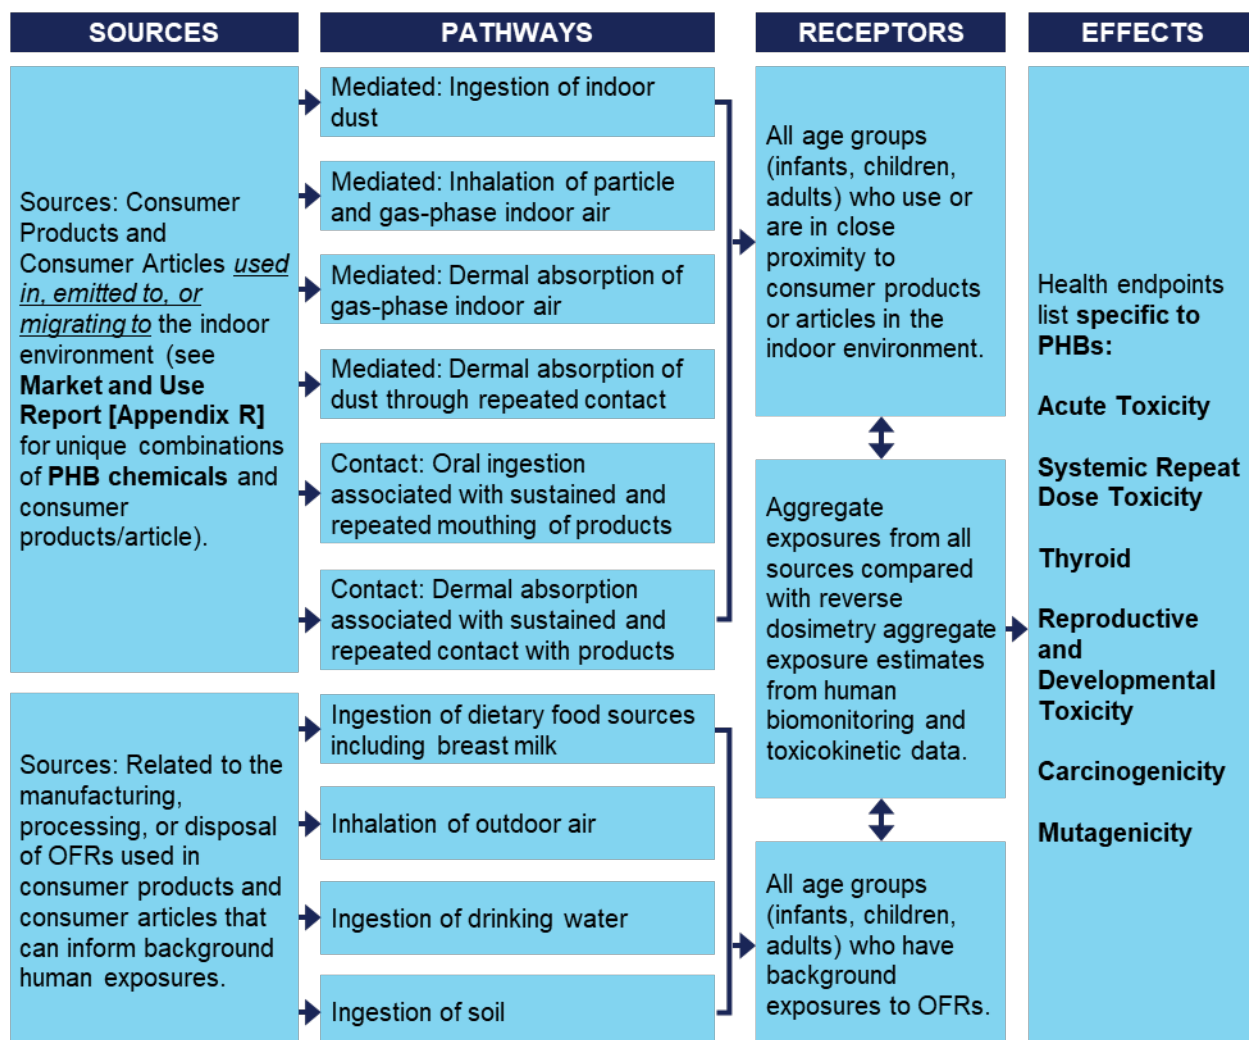 SOURCES
PATHWAYS
RECEPTORS
EFFECTS
Sources: Consumer
Products and
Consumer Articles used
in, emitted to, or
migrating to the indoor
environment (see
Market and Use
Report [Appendix R]
for unique combinations
of PHB chemicals and
consumer
products/article).
Sources: Related to the
manufacturing,
processing, or disposal
of OFRs used in
consumer products and
consumer articles that
can inform background
human exposures.
Mediated: Ingestion of indoor
dust
Mediated: Inhalation of particle
and gas-phase indoor air
Mediated: Dermal absorption of
gas-phase indoor air
Mediated: Dermal absorption of
dust through repeated contact
Contact: Oral ingestion
associated with sustained and
repeated mouthing of products
Contact: Dermal absorption
associated with sustained and
repeated contact with products
Ingestion of dietary food sources
including breast milk
Inhalation of outdoor air
Ingestion of drinking water
Ingestion of soil
All age groups
(infants, children,
adults) who use or
are in close
proximity to
consumer products
or articles in the
indoor environment.
Aggregate
exposures from all
sources compared
with reverse
dosimetry aggregate
exposure estimates
from human
biomonitoring and
toxicokinetic data.
All age groups
(infants, children,
adults) who have
background
exposures to OFRs.
Health endpoints
list specific to
PHBs:
Acute Toxicity
Systemic Repeat
Dose Toxicity
Thyroid
Reproductive
and
Developmental
Toxicity
Carcinogenicity
Mutagenicity